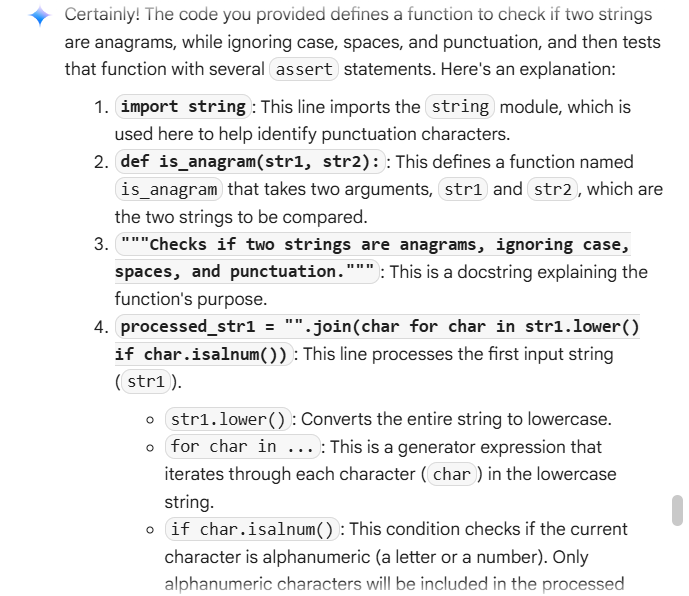 Certainly! The code you provided defines a function to check if two strings
are anagrams, while ignoring case, spaces, and punctuation, and then tests
that function with several assert statements. Here's an explanation:
1. import string: This line imports the string module, which is
used here to help identify punctuation characters.
2. def is_anagram(str1, str2):: This defines a function named
is_anagram that takes two arguments, str1 and str2, which are
the two strings to be compared.
3. """Checks if two strings are anagrams, ignoring case,
spaces, and punctuation.""": This is a docstring explaining the
function's purpose.
4. processed_str1 = "".join(char for char in str1.lower()
if char.isalnum()): This line processes the first input string
(str1).
○ str1.lower(): Converts the entire string to lowercase.
○ for char in ...: This is a generator expression that
iterates through each character (char) in the lowercase
string.
○ if char.isalnum(): This condition checks if the current
character is alphanumeric (a letter or a number). Only
alphanumeric characters will be included in the processed